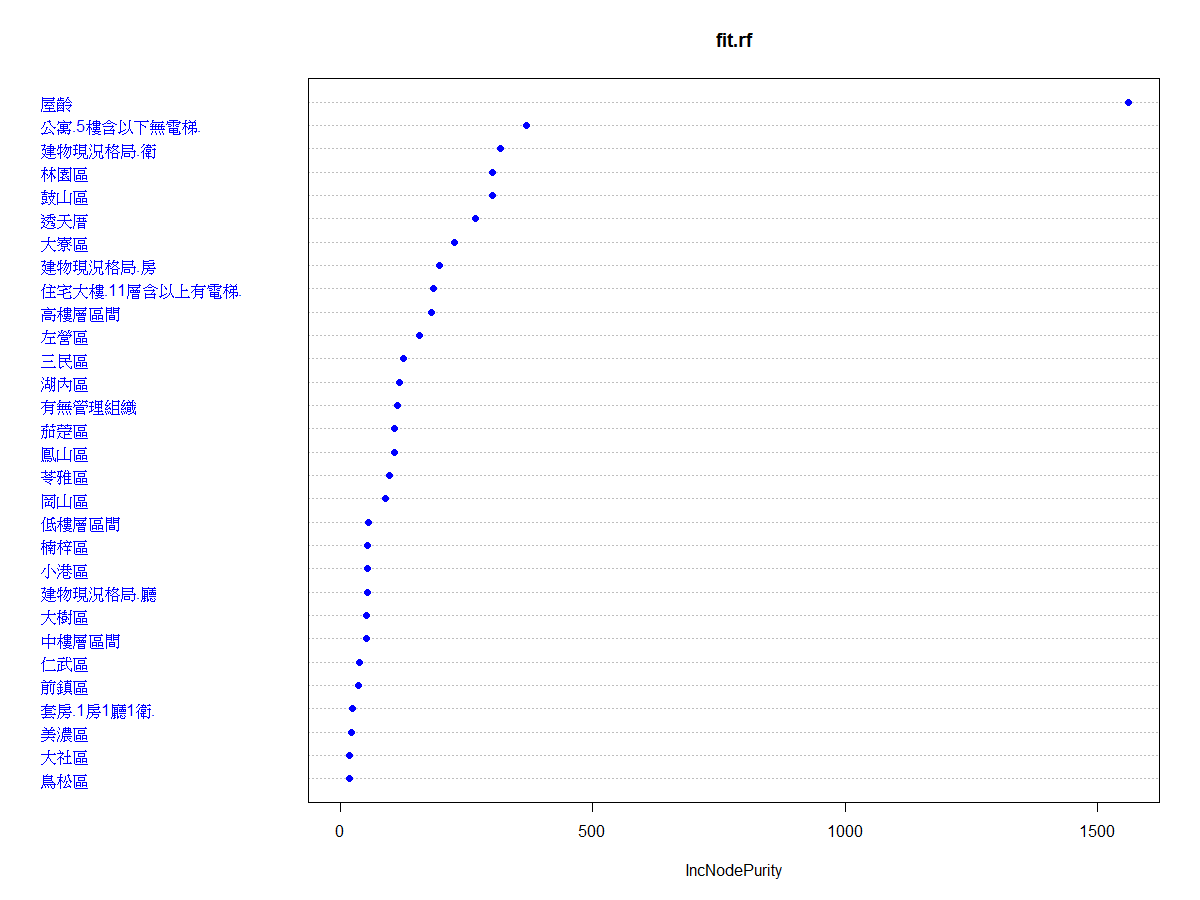 fit.rf
屋齡
公寓.5樓含以下無電梯.
建物現況格局.衛
林園區
鼓山區
透天厝
大寮區
建物現況格局.房
住宅大樓.11層含以上有電梯.
高樓層區間
左營區
三民區
湖內區
有無管理組織
茄萣區
鳳山區
苓雅區
岡山區
低樓層區間
楠梓區
小港區
建物現況格局.廳
大樹區
中樓層區間
仁武區
前鎮區
套房.1房1廳1衛.
美濃區
大社區
鳥松區
0 500 1000 1500
IncNodePurity